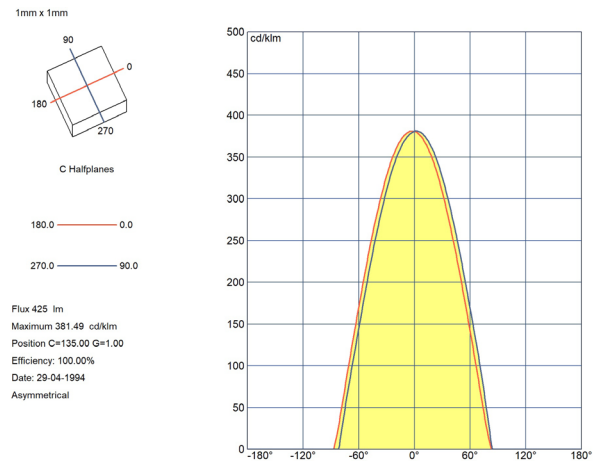 1mm x 1mm
90
0
180
270
C Halfplanes
180.0 0.0
270.0 90.0
Flux 425 lm
Maximum 381.49 cd/klm
Position C=135.00 G=1.00
Efficiency: 100.00%
Date: 29-04-1994
Asymmetrical
500
cd/klm
450
400
350
300
250
200
150
100
50
0
-180° -120° -60° 0° 60° 120° 180°